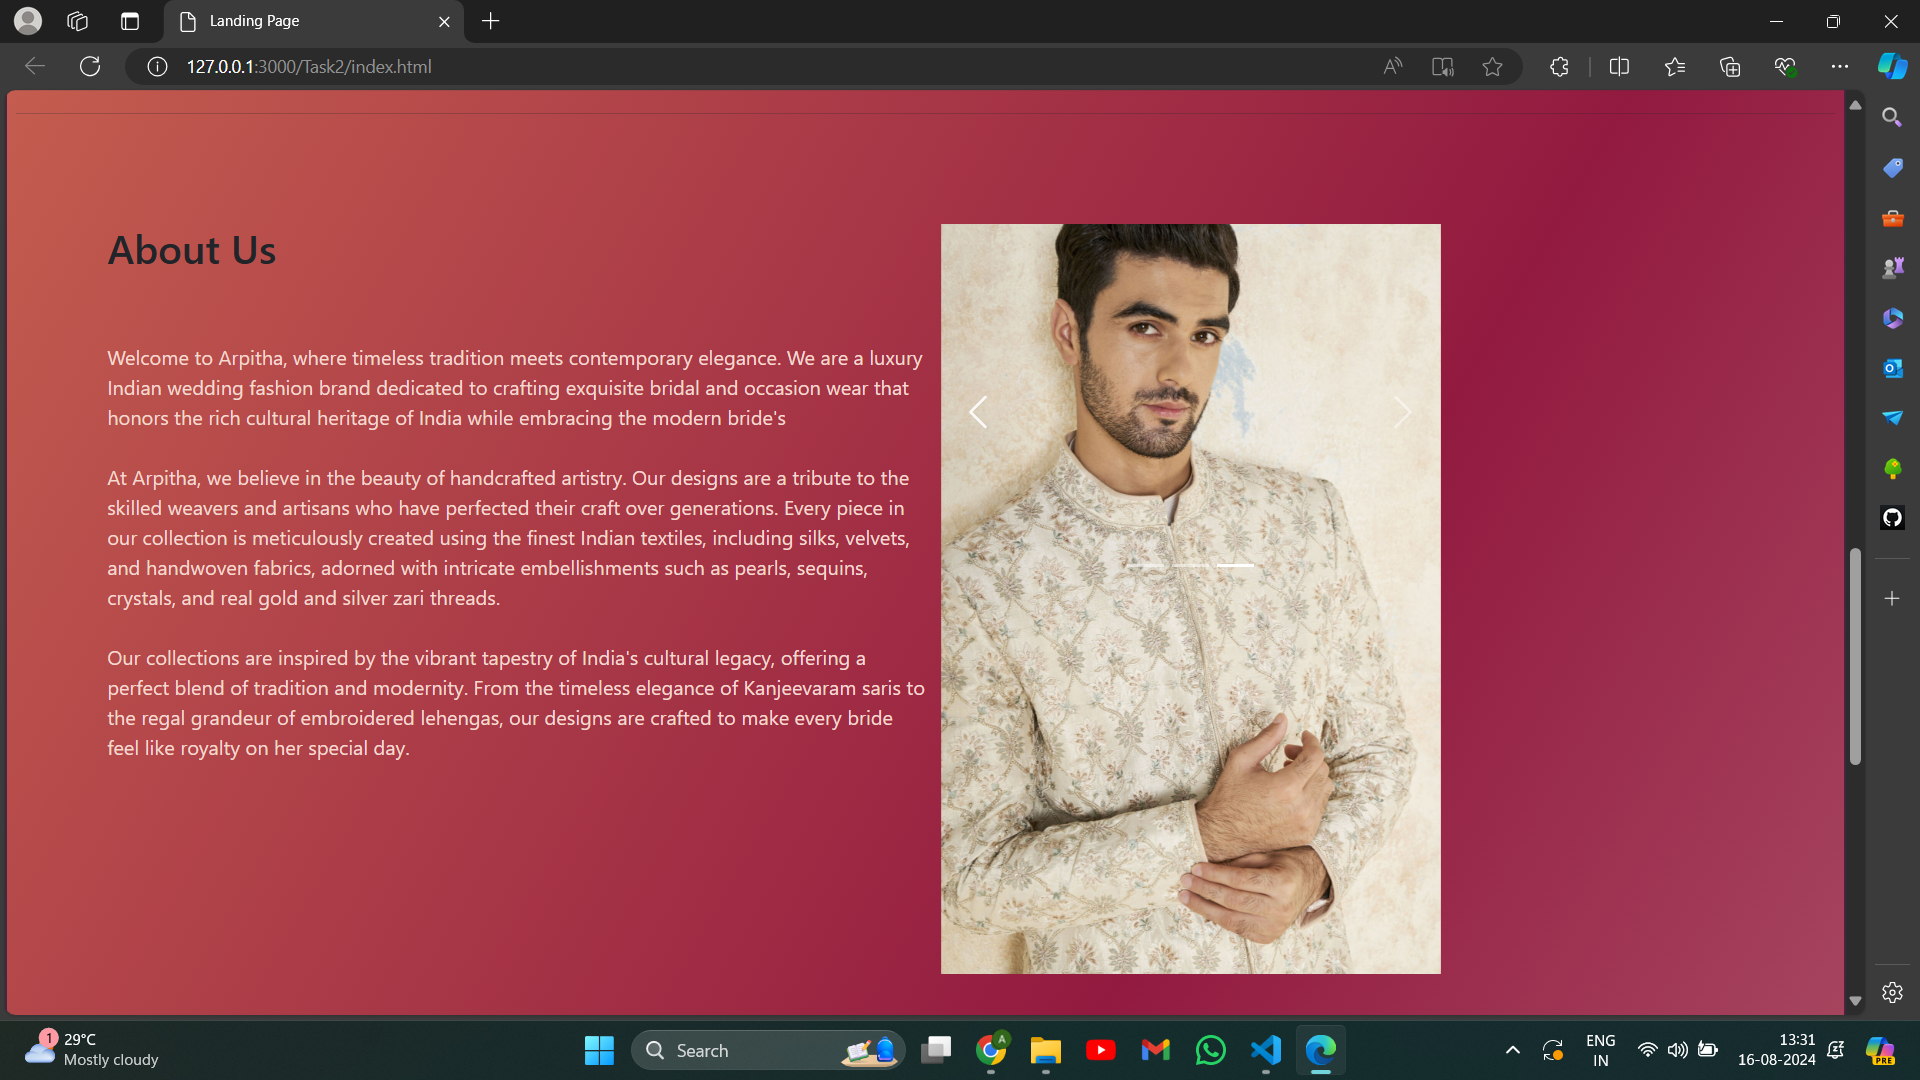 Landing Page
127.0.0.1:3000/Task2/index.html
About Us
Welcome to Arpitha, where timeless tradition meets contemporary elegance. We are a luxury
Indian wedding fashion brand dedicated to crafting exquisite bridal and occasion wear that
honors the rich cultural heritage of India while embracing the modern bride's
At Arpitha, we believe in the beauty of handcrafted artistry. Our designs are a tribute to the
skilled weavers and artisans who have perfected their craft over generations. Every piece in
our collection is meticulously created using the finest Indian textiles, including silks, velvets,
and handwoven fabrics, adorned with intricate embellishments such as pearls, sequins,
crystals, and real gold and silver zari threads.
Our collections are inspired by the vibrant tapestry of India's cultural legacy, offering a
perfect blend of tradition and modernity. From the timeless elegance of Kanjeevaram saris to
the regal grandeur of embroidered lehengas, our designs are crafted to make every bride
feel like royalty on her special day.
1
29°C
Mostly cloudy
Search
A
ENG
IN
13:31
16-08-2024
PRE